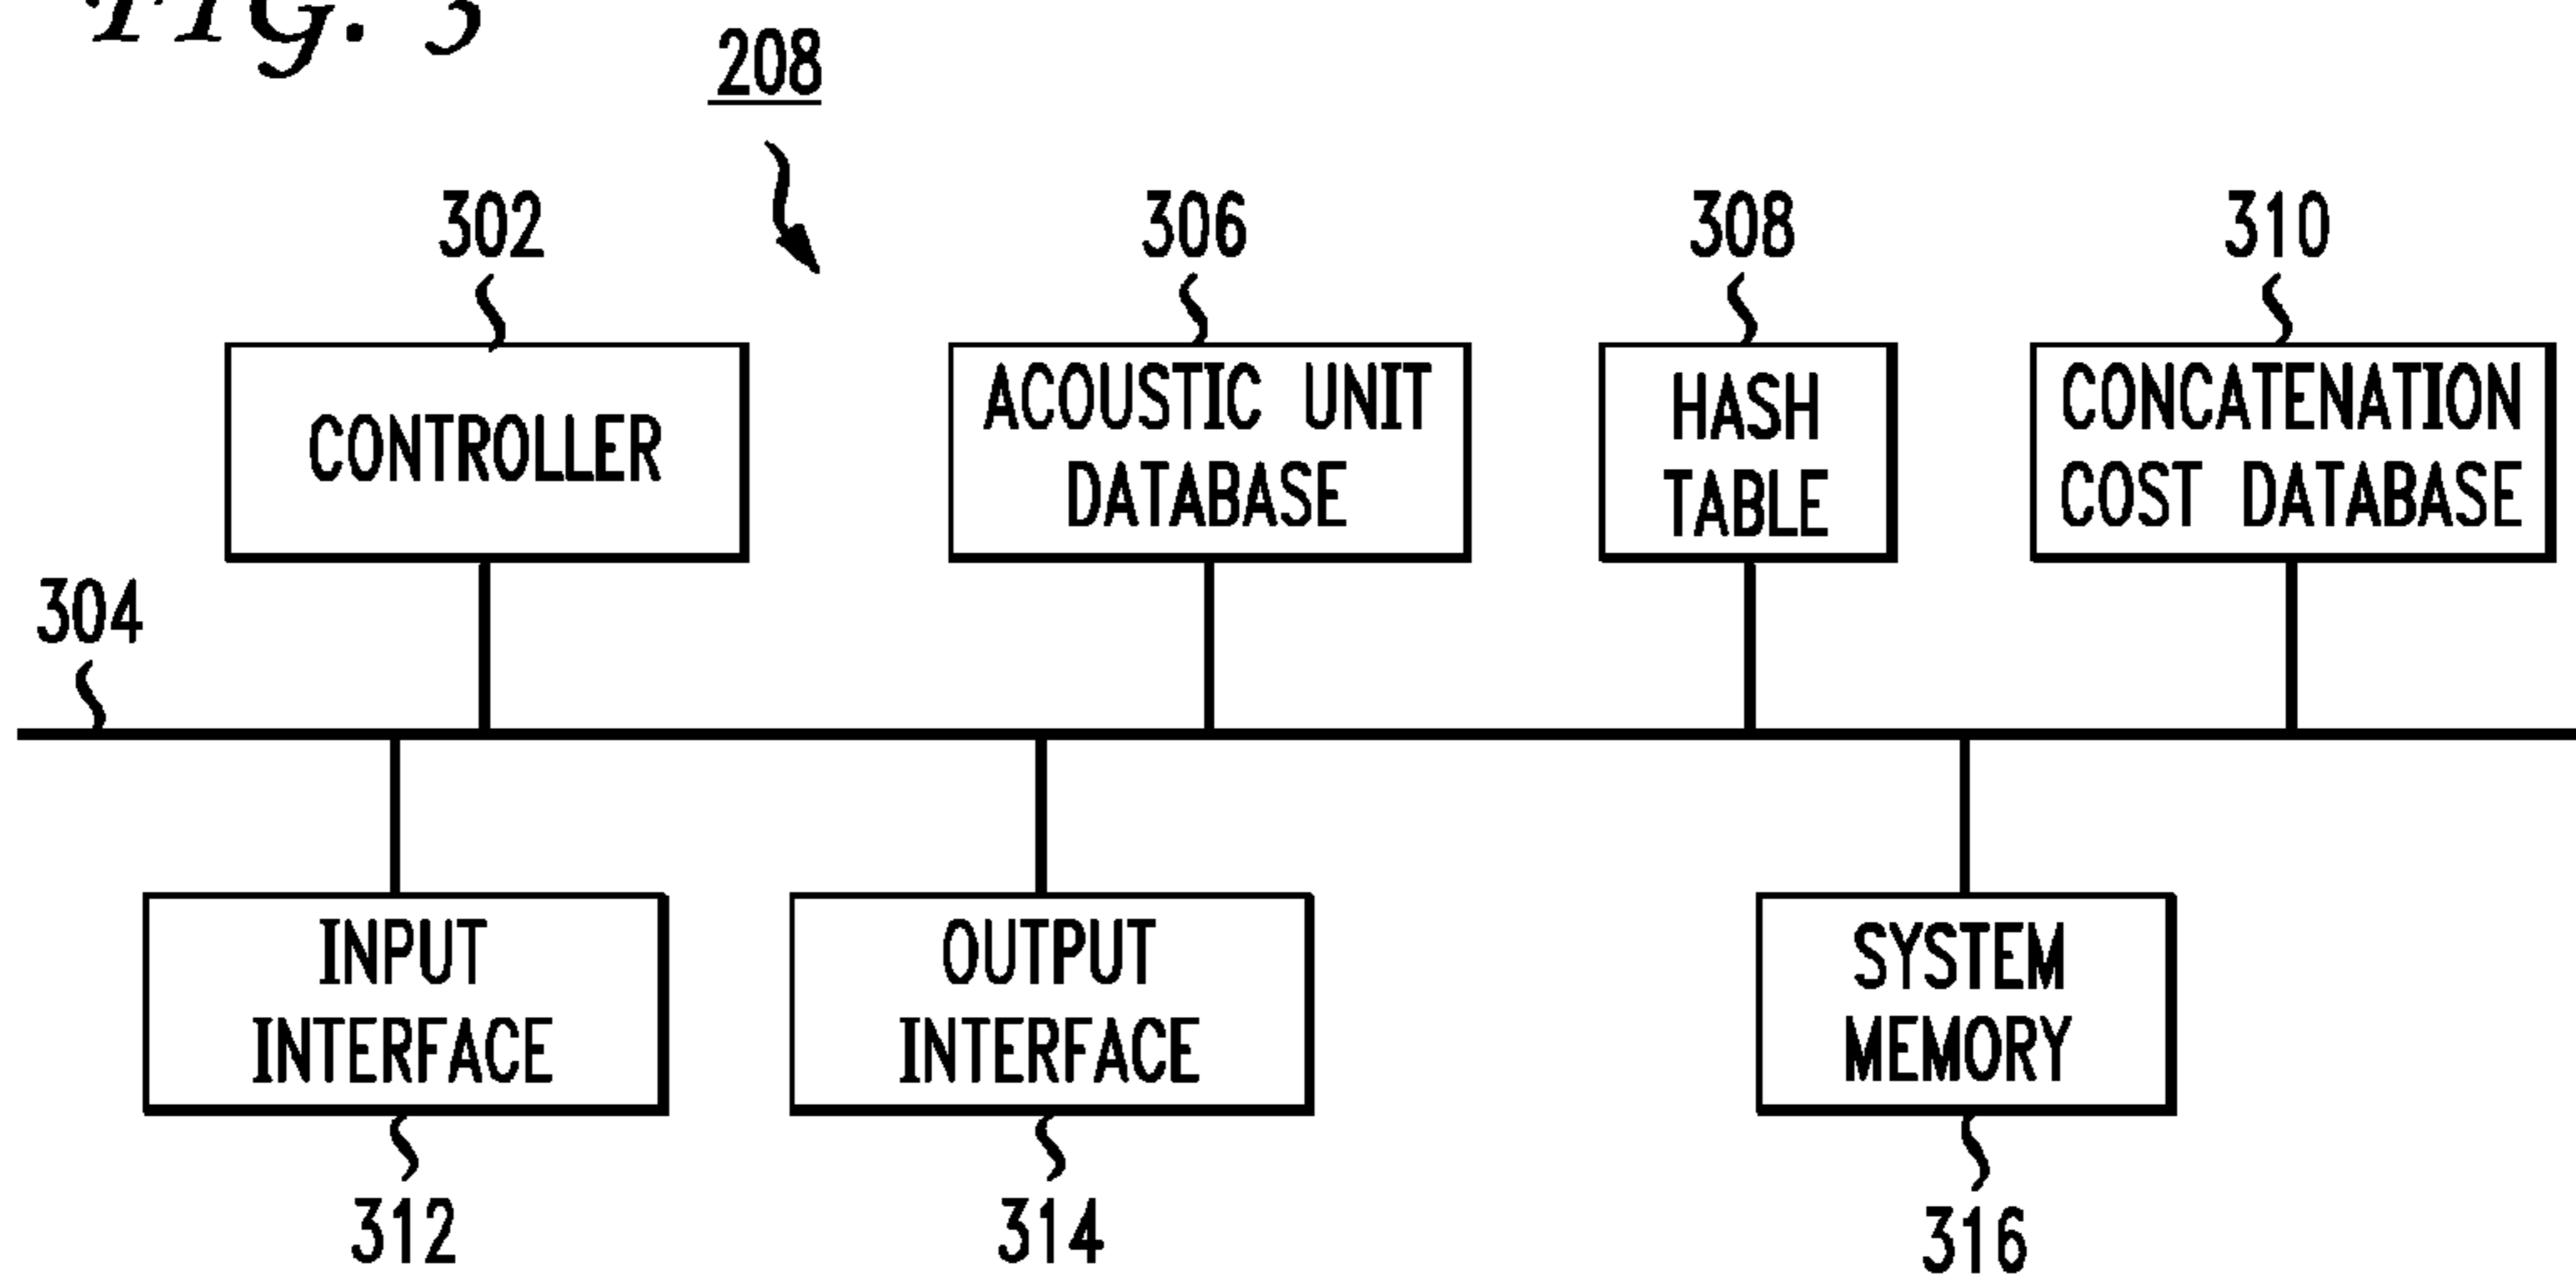 FIG. 3
208
302
306
308
310
CONTROLLER
ACOUSTIC UNIT
DATABASE
HASH
TABLE
CONCATENATION
COST DATABASE
304
INPUT
INTERFACE
OUTPUT
INTERFACE
SYSTEM
MEMORY
312
314
316